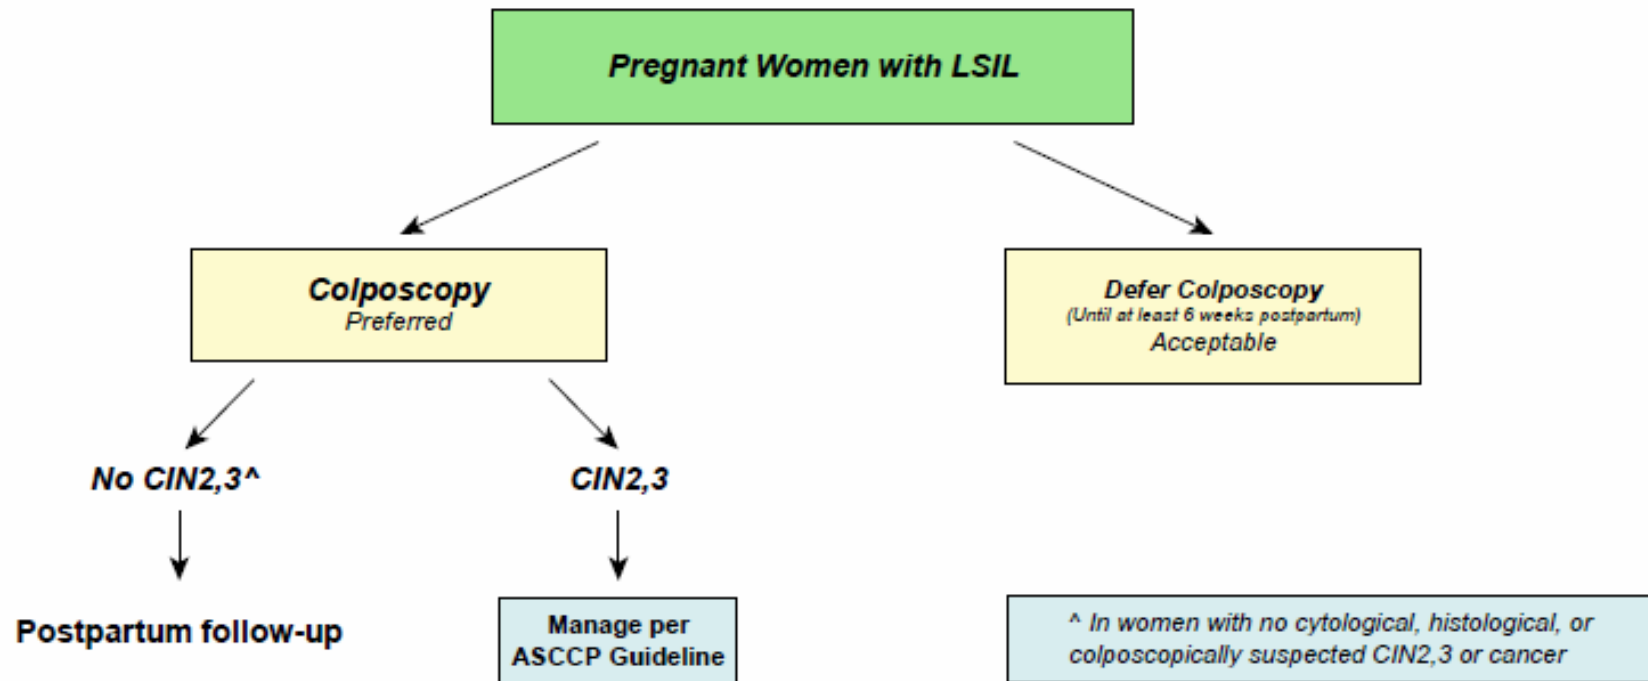 Pregnant Women with LSIL
Colposcopy
Preferred
Defer Colposcopy
(Until at least 6 weeks postpartum)
Acceptable
No CIN2,3^
CIN2,3
Postpartum follow-up
Manage per
ASCCP Guideline
^ In women with no cytological, histological, or
colposcopically suspected CIN2,3 or cancer